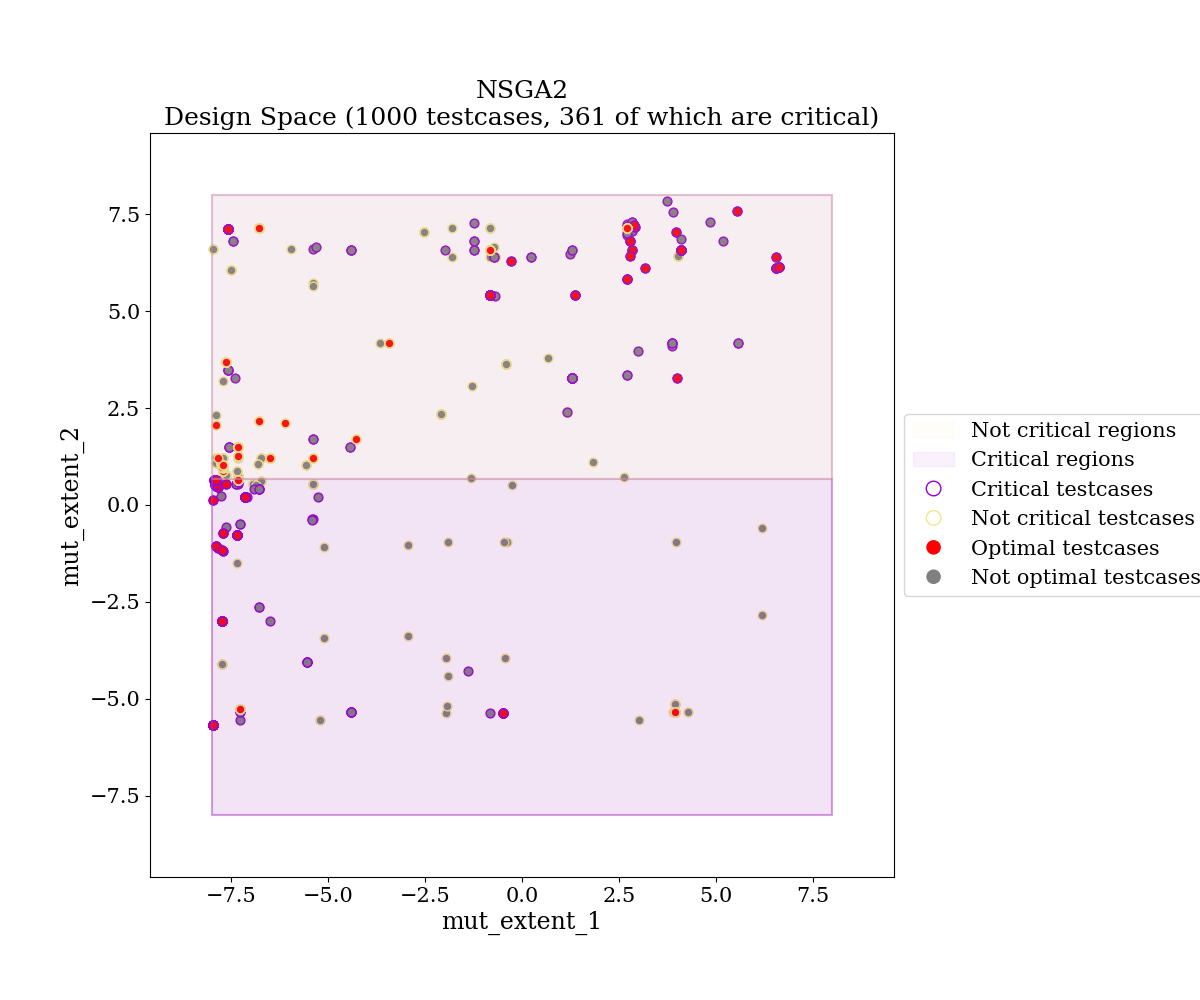 NSGA2
Design Space (1000 testcases, 361 of which are critical)
mut_extent_2
7.5
5.0
2.5
0.0
−2.5
−5.0
−7.5
−7.5 −5.0 −2.5 0.0 2.5 5.0 7.5
mut_extent_1
Not critical regions
Critical regions
Critical testcases
Not critical testcases
Optimal testcases
Not optimal testcases